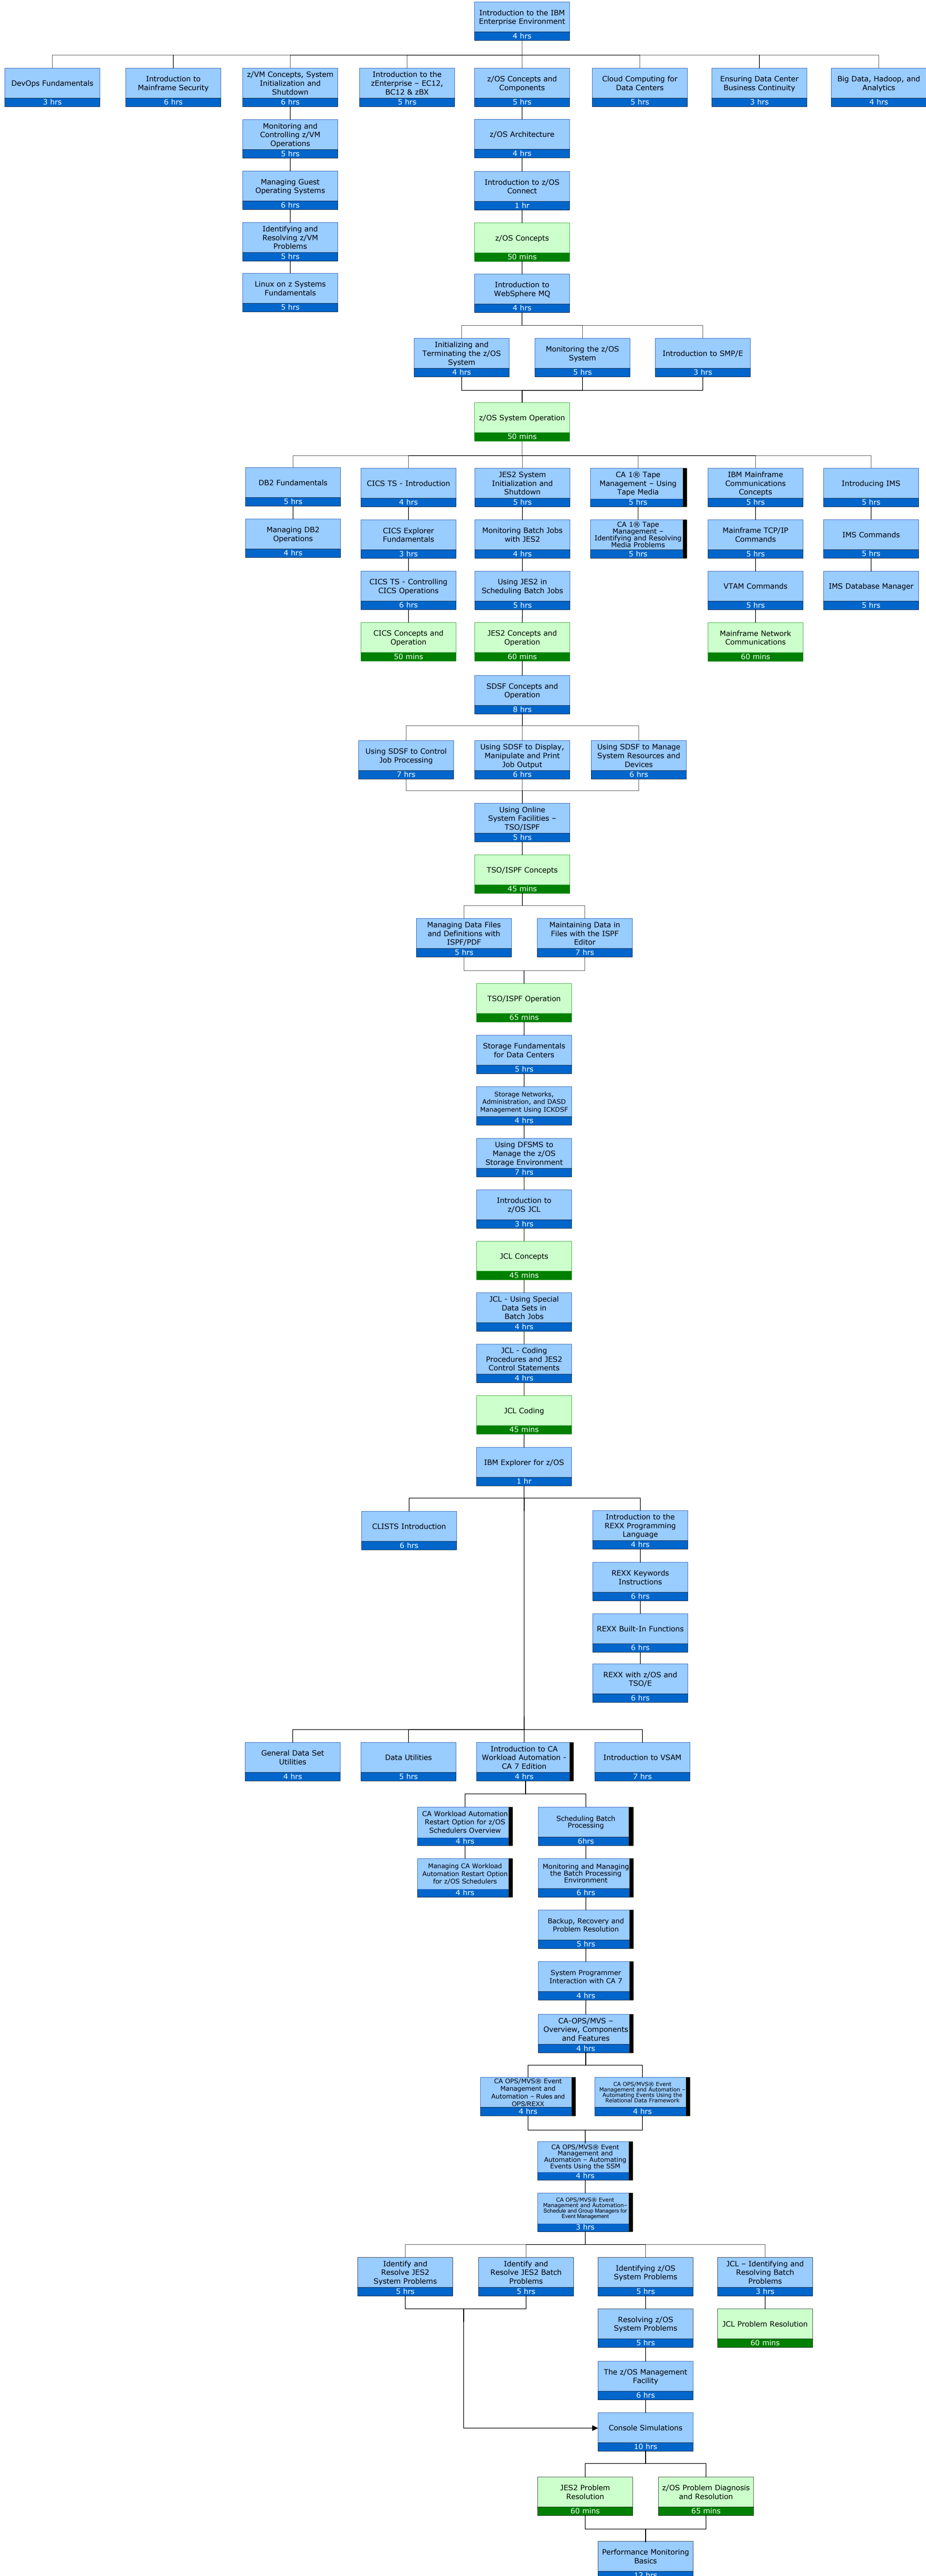 Introduction to the IBM
Enterprise Environment
4 hrs
DevOps Fundamentals
3 hrs
Introduction to
Mainframe Security
6 hrs
z/VM Concepts, System
Initialization and
Shutdown
6 hrs
Introduction to the
zEnterprise – EC12,
BC12 & zBX
5 hrs
z/OS Concepts and
Components
5 hrs
Cloud Computing for
Data Centers
5 hrs
Ensuring Data Center
Business Continuity
3 hrs
Big Data, Hadoop, and
Analytics
4 hrs
Monitoring and
Controlling z/VM
Operations
5 hrs
Managing Guest
Operating Systems
6 hrs
Identifying and
Resolving z/VM
Problems
5 hrs
Linux on z Systems
Fundamentals
5 hrs
z/OS Architecture
4 hrs
Introduction to z/OS
Connect
1 hr
z/OS Concepts
50 mins
Introduction to
WebSphere MQ
4 hrs
Initializing and
Terminating the z/OS
System
4 hrs
Monitoring the z/OS
System
5 hrs
Introduction to SMP/E
3 hrs
z/OS System Operation
50 mins
DB2 Fundamentals
5 hrs
Managing DB2
Operations
4 hrs
CICS TS - Introduction
4 hrs
CICS Explorer
Fundamentals
3 hrs
CICS TS - Controlling
CICS Operations
6 hrs
CICS Concepts and
Operation
50 mins
JES2 System
Initialization and
Shutdown
5 hrs
Monitoring Batch Jobs
with JES2
4 hrs
Using JES2 in
Scheduling Batch Jobs
5 hrs
JES2 Concepts and
Operation
60 mins
CA 1® Tape
Management – Using
Tape Media
5 hrs
CA 1® Tape
Management –
Identifying and Resolving
Media Problems
5 hrs
IBM Mainframe
Communications
Concepts
5 hrs
Mainframe TCP/IP
Commands
5 hrs
VTAM Commands
5 hrs
Mainframe Network
Communications
60 mins
Introducing IMS
5 hrs
IMS Commands
5 hrs
IMS Database Manager
5 hrs
SDSF Concepts and
Operation
8 hrs
Using SDSF to Control
Job Processing
7 hrs
Using SDSF to Display,
Manipulate and Print
Job Output
6 hrs
Using SDSF to Manage
System Resources and
Devices
6 hrs
Using Online
System Facilities –
TSO/ISPF
5 hrs
TSO/ISPF Concepts
45 mins
Managing Data Files
and Definitions with
ISPF/PDF
5 hrs
Maintaining Data in
Files with the ISPF
Editor
7 hrs
TSO/ISPF Operation
65 mins
Storage Fundamentals
for Data Centers
5 hrs
Storage Networks,
Administration, and DASD
Management Using ICKDSF
4 hrs
Using DFSMS to
Manage the z/OS
Storage Environment
7 hrs
Introduction to
z/OS JCL
3 hrs
JCL Concepts
45 mins
JCL - Using Special
Data Sets in
Batch Jobs
4 hrs
JCL - Coding
Procedures and JES2
Control Statements
4 hrs
JCL Coding
45 mins
IBM Explorer for z/OS
1 hr
CLISTS Introduction
6 hrs
Introduction to the
REXX Programming
Language
4 hrs
REXX Keywords
Instructions
6 hrs
REXX Built-In Functions
6 hrs
REXX with z/OS and
TSO/E
6 hrs
General Data Set
Utilities
4 hrs
Data Utilities
5 hrs
Introduction to CA
Workload Automation -
CA 7 Edition
4 hrs
Introduction to VSAM
7 hrs
CA Workload Automation
Restart Option for z/OS
Schedulers Overview
4 hrs
Managing CA Workload
Automation Restart Option
for z/OS Schedulers
4 hrs
Scheduling Batch
Processing
6hrs
Monitoring and Managing
the Batch Processing
Environment
6 hrs
Backup, Recovery and
Problem Resolution
5 hrs
System Programmer
Interaction with CA 7
4 hrs
CA-OPS/MVS –
Overview, Components
and Features
4 hrs
CA OPS/MVS® Event
Management and
Automation – Rules and
OPS/REXX
4 hrs
CA OPS/MVS® Event
Management and Automation –
Automating Events Using the
Relational Data Framework
4 hrs
CA OPS/MVS® Event
Management and
Automation – Automating
Events Using the SSM
4 hrs
CA OPS/MVS® Event
Management and Automation–
Schedule and Group Managers for
Event Management
3 hrs
Identify and
Resolve JES2
System Problems
5 hrs
Identify and
Resolve JES2 Batch
Problems
5 hrs
Identifying z/OS
System Problems
5 hrs
JCL – Identifying and
Resolving Batch
Problems
3 hrs
Resolving z/OS
System Problems
5 hrs
JCL Problem Resolution
60 mins
The z/OS Management
Facility
6 hrs
Console Simulations
10 hrs
JES2 Problem
Resolution
60 mins
z/OS Problem Diagnosis
and Resolution
65 mins
Performance Monitoring
Basics
12 hrs